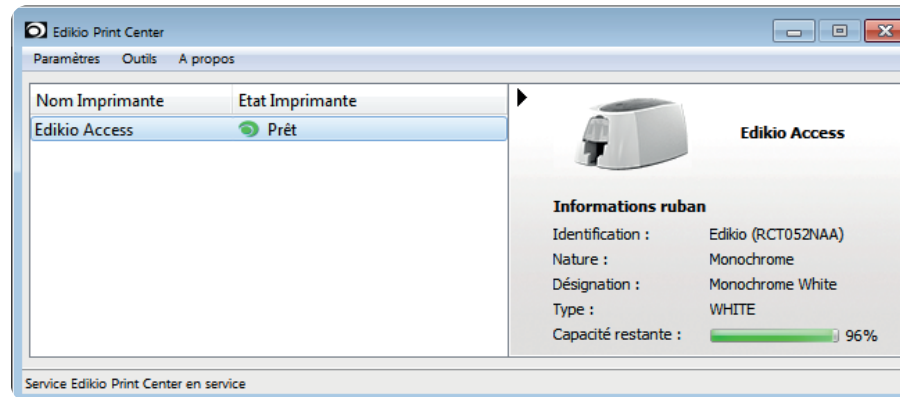 Edikio Print Center
Paramètres Outils A propos
Nom Imprimante Etat Imprimante
Edikio Access Prêt
Edikio Access
Informations ruban
Identification : Edikio (RCT052NAA)
Nature : Monochrome
Désignation : Monochrome White
Type : WHITE
Capacité restante : 96%
Service Edikio Print Center en service